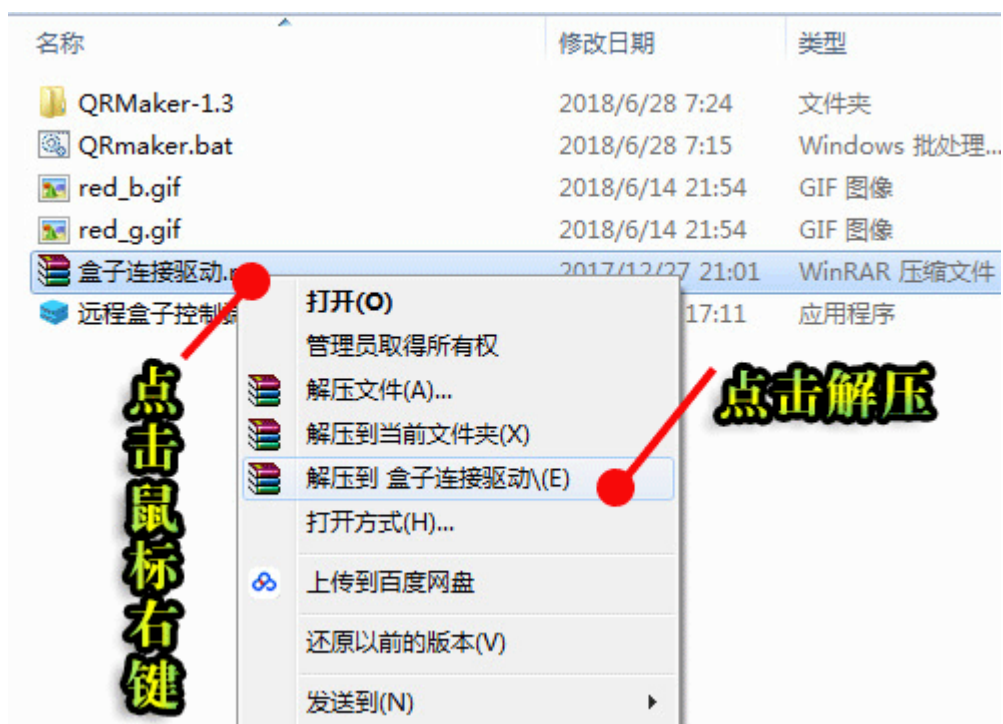 名称 修改日期 类型
QRMaker-1.3 2018/6/28 7:24 文件夹
QRmaker.bat 2018/6/28 7:15 Windows 批处理...
red_b.gif 2018/6/14 21:54 GIF 图像
red_g.gif 2018/6/14 21:54 GIF 图像
盒子连接驱动. 2017/12/27 21:01 WinRAR 压缩文件
远程盒子控制 17:11 应用程序
打开(O)
管理员取得所有权
解压文件(A)...
解压到当前文件夹(X)
解压到 盒子连接驱动\(E)
打开方式(H)...
上传到百度网盘
还原以前的版本(V)
发送到(N)
点击鼠标右键
点击解压